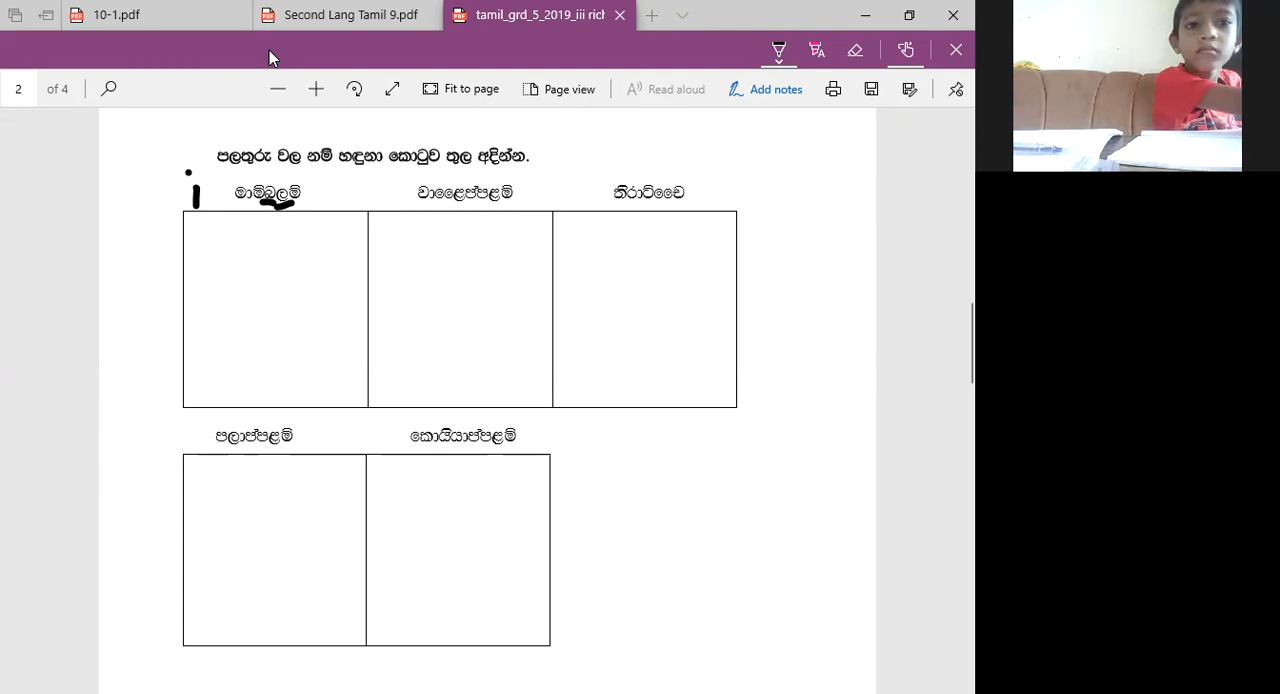 10-1.pdf
Second Lang Tamil 9.pdf
tamil_grd_5_2019_iii rich
2 of 4
Fit to page
Page view
Read aloud
Add notes
පලතුරු වල නම් හඳුනා කොටුව තුල අදින්න.
මාම්බුලම් වාළෛප්පළම් තිරාට්චෛ
පලාප්පළම් කොයියාප්පළම්